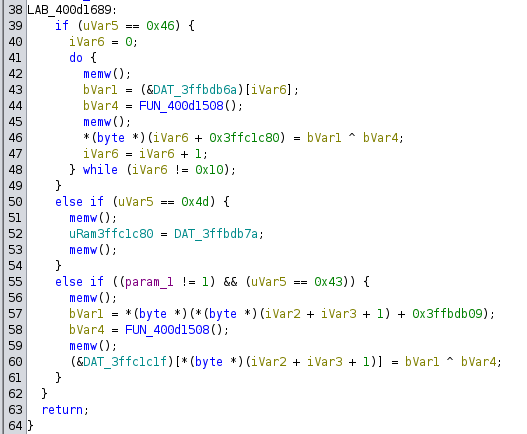 38 LAB_400d1689:
39 if (uVar5 == 0x46) {
40 iVar6 = 0;
41 do {
42 memw();
43 bVar1 = (&DAT_3ffbdb6a)[iVar6];
44 bVar4 = FUN_400d1508();
45 memw();
46 *(byte *)(iVar6 + 0x3ffc1c80) = bVar1 ^ bVar4;
47 iVar6 = iVar6 + 1;
48 } while (iVar6 != 0x10);
49 }
50 else if (uVar5 == 0x4d) {
51 memw();
52 uRam3ffc1c80 = DAT_3ffbdb7a;
53 memw();
54 }
55 else if ((param_1 != 1) && (uVar5 == 0x43)) {
56 memw();
57 bVar1 = *(byte *)(*(byte *)(iVar2 + iVar3 + 1) + 0x3ffbdb09);
58 bVar4 = FUN_400d1508();
59 memw();
60 (&DAT_3ffc1c1f)[*(byte *)(iVar2 + iVar3 + 1)] = bVar1 ^ bVar4;
61 }
62 }
63 return;
64 }